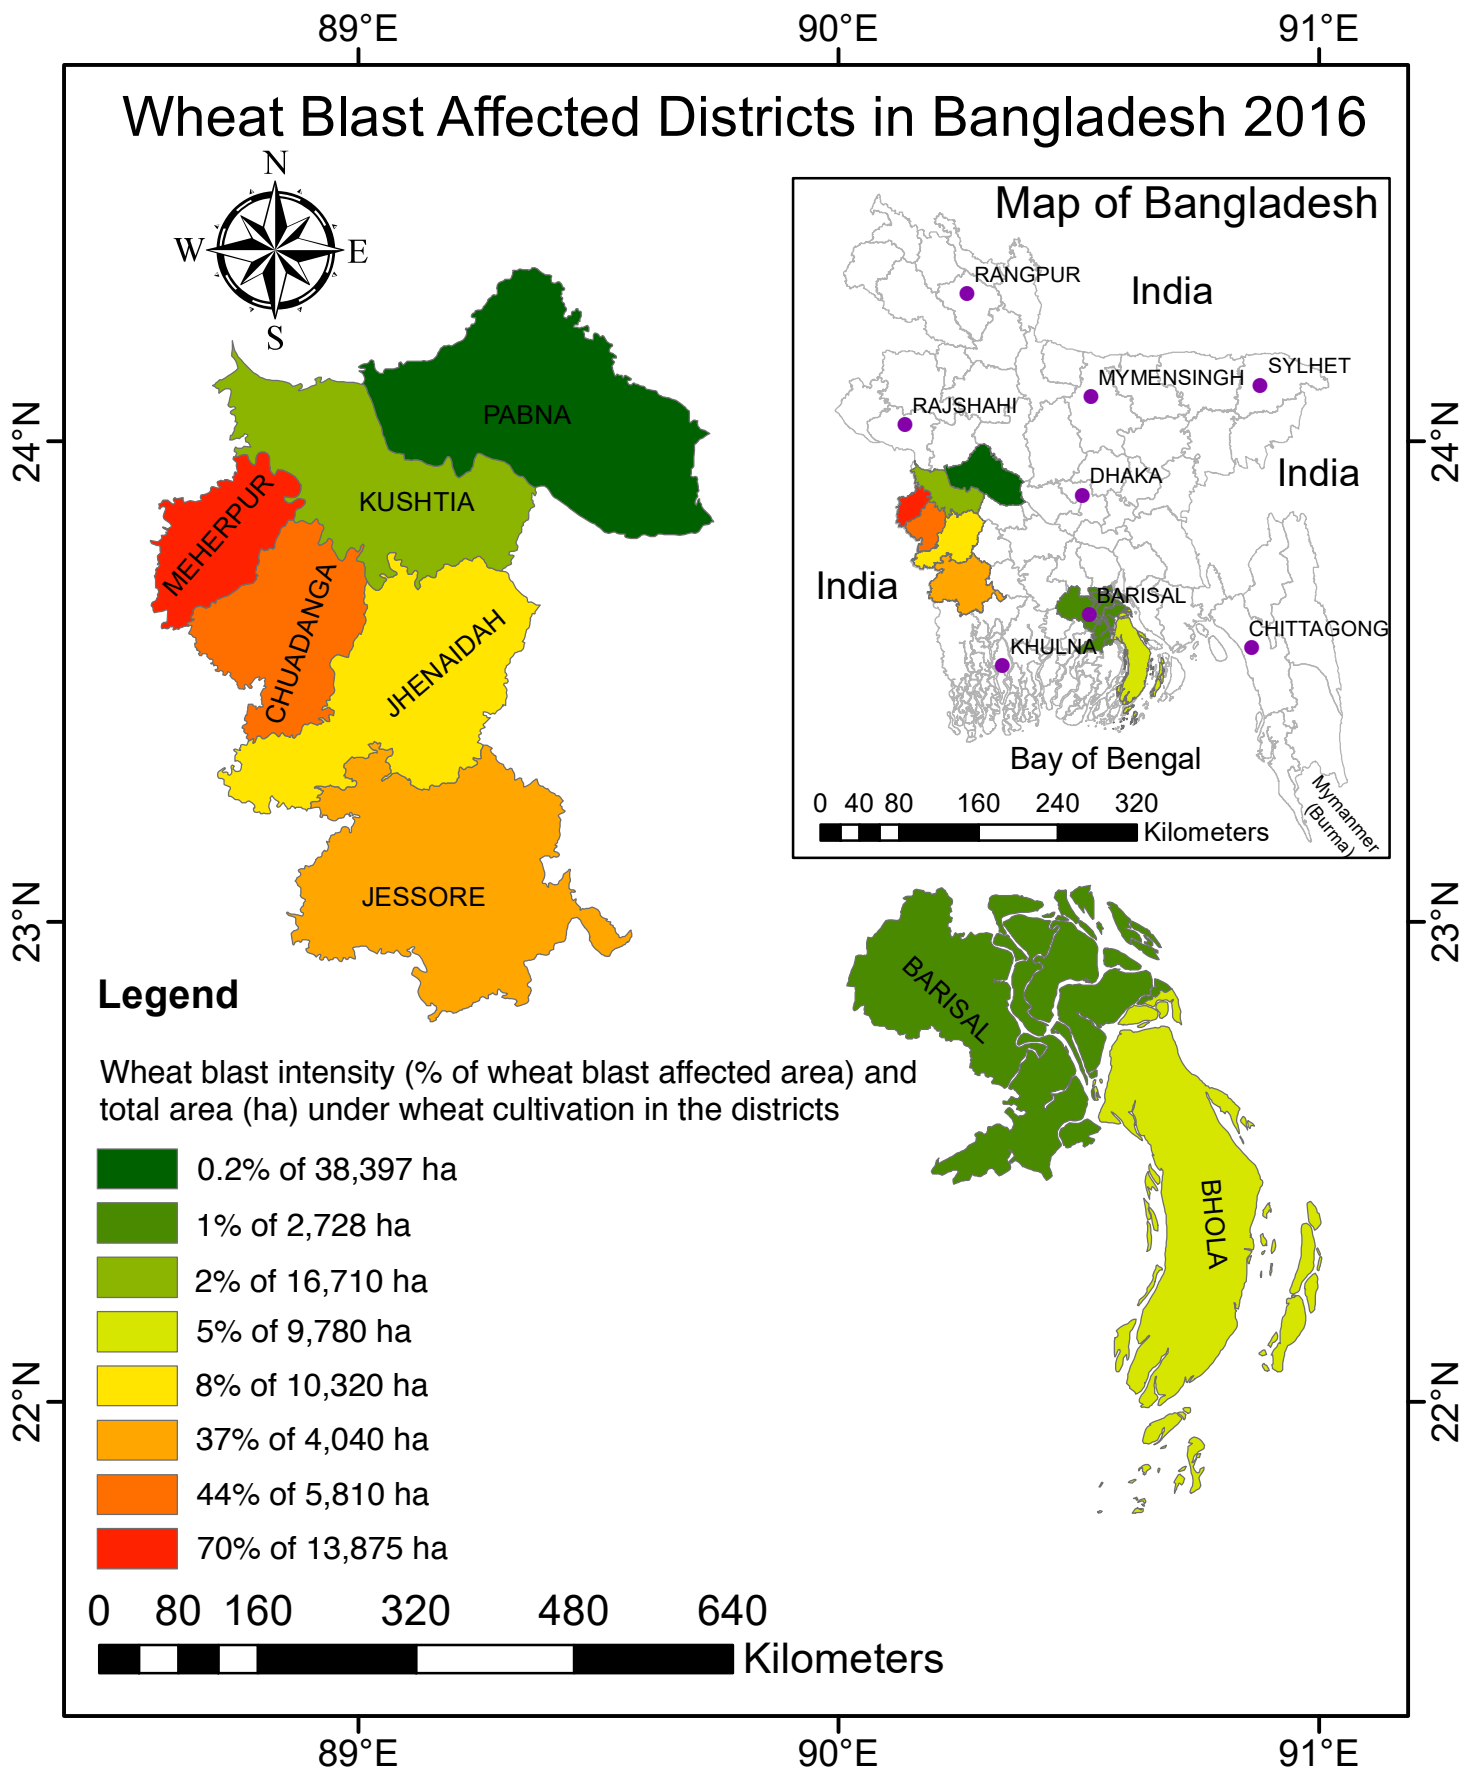 89°E
90°E
91°E
Wheat Blast Affected Districts in Bangladesh 2016
N
W
E
S
Map of Bangladesh
RANGPUR
India
SYLHET
MYMENSINGH
RAJSHAHI
India
DHAKA
India
BARISAL
CHITTAGONG
KHULNA
Bay of Bengal
Mymanmer
(Burma)
0 40 80 160 240 320
Kilometers
24°N
24°N
PABNA
KUSHTIA
MEHERPUR
CHUADANGA
JHENAIDAH
JESSORE
23°N
23°N
BARISAL
BHOLA
Legend
Wheat blast intensity (% of wheat blast affected area) and
total area (ha) under wheat cultivation in the districts
0.2% of 38,397 ha
1% of 2,728 ha
2% of 16,710 ha
5% of 9,780 ha
8% of 10,320 ha
37% of 4,040 ha
44% of 5,810 ha
70% of 13,875 ha
22°N
22°N
0 80 160 320 480 640
Kilometers
89°E
90°E
91°E